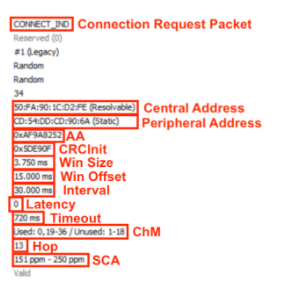 CONNECT_IND Connection Request Packet
Reserved (0)
#1 (Legacy)
Random
Random
34
50:FA:90:1C:D2:FE (Resolvable) Central Address
CD:54:DD:CD:90:6A (Static) Peripheral Address
0xAF9A8252 AA
0x5DE90F CRCInit
3.750 ms Win Size
15.000 ms Win Offset
30.000 ms Interval
0 Latency
720 ms Timeout
Used: 0,19-36 / Unused: 1-18 ChM
13 Hop
151 ppm - 250 ppm SCA
Valid